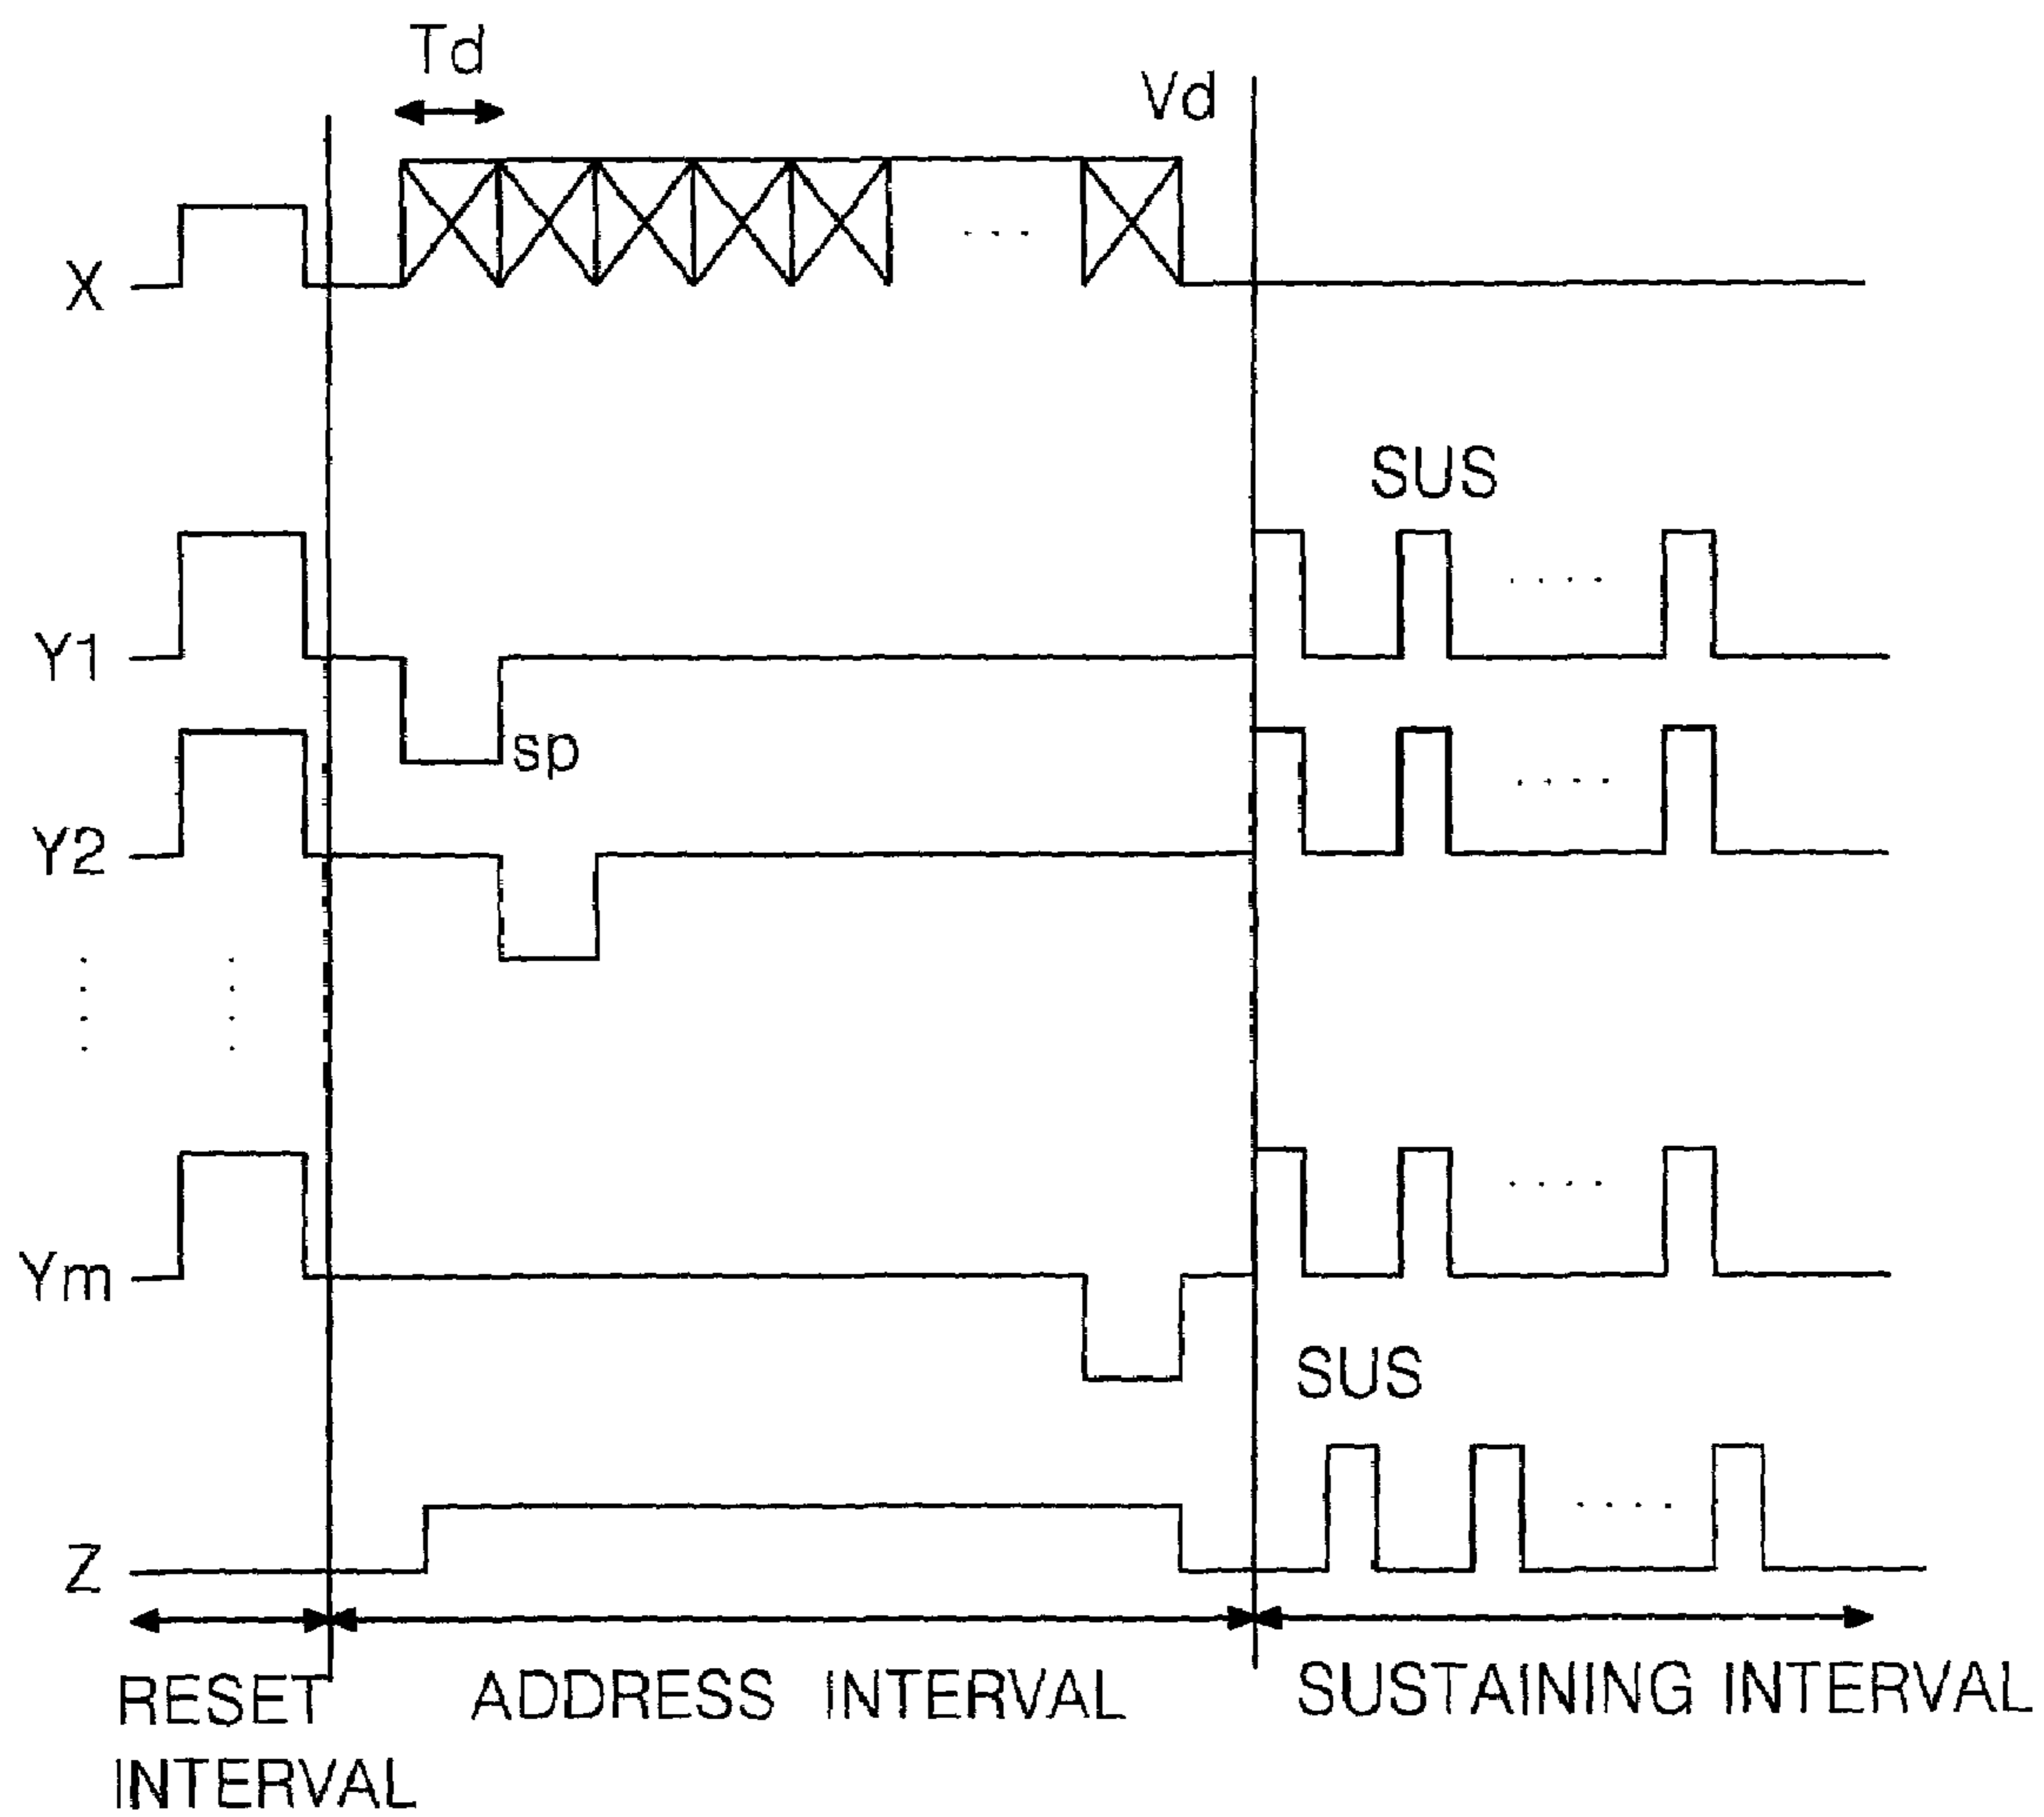 Td
Vd
X
SUS
Y1
sp
Y2
Ym
SUS
Z
RESET INTERVAL
ADDRESS INTERVAL
SUSTAINING INTERVAL